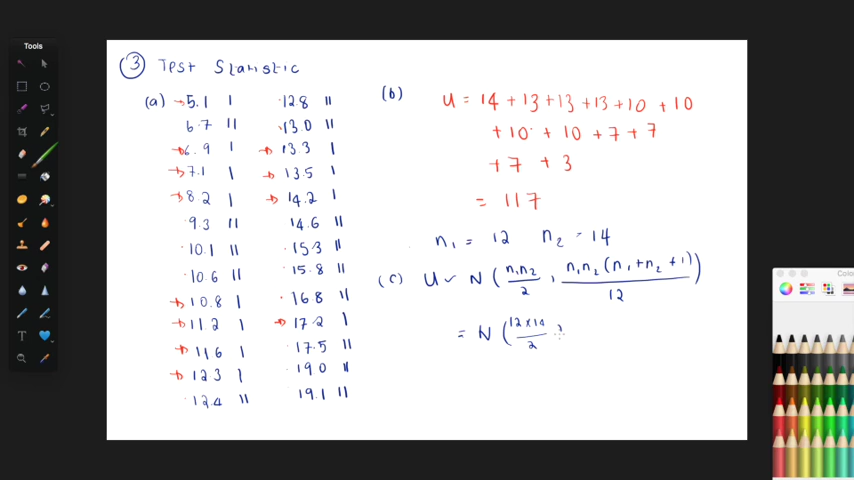 Tools
③ Test Statistic
(a) →5.1 I
6.7 II
→6.9 I
→7.1 I
→8.2 I
9.3 II
10.1 II
10.6 II
→10.8 I
→11.2 I
→11.6 I
→12.3 I
12.4 II
12.8 II
13.0 II
→13.3 I
→13.5 I
→14.2 I
14.6 II
15.3 II
15.8 II
16.8 II
→17.2 I
17.5 II
19.0 II
19.1 II
(b) U = 14 + 13 + 13 + 13 + 10 + 10
+ 10 + 10 + 7 + 7
+ 7 + 3
= 117
n₁ = 12 n₂ = 14
(c) U ~ N ( n₁n₂/2 , n₁n₂(n₁+n₂+1)/12 )
= N ( 12×14/2 ,
Colo